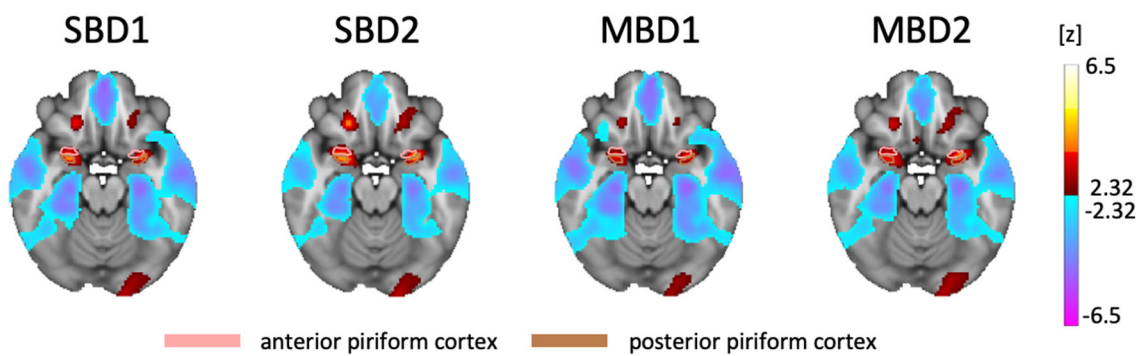 SBD1 SBD2 MBD1 MBD2 [z]
6.5
2.32
-2.32
-6.5
anterior piriform cortex posterior piriform cortex